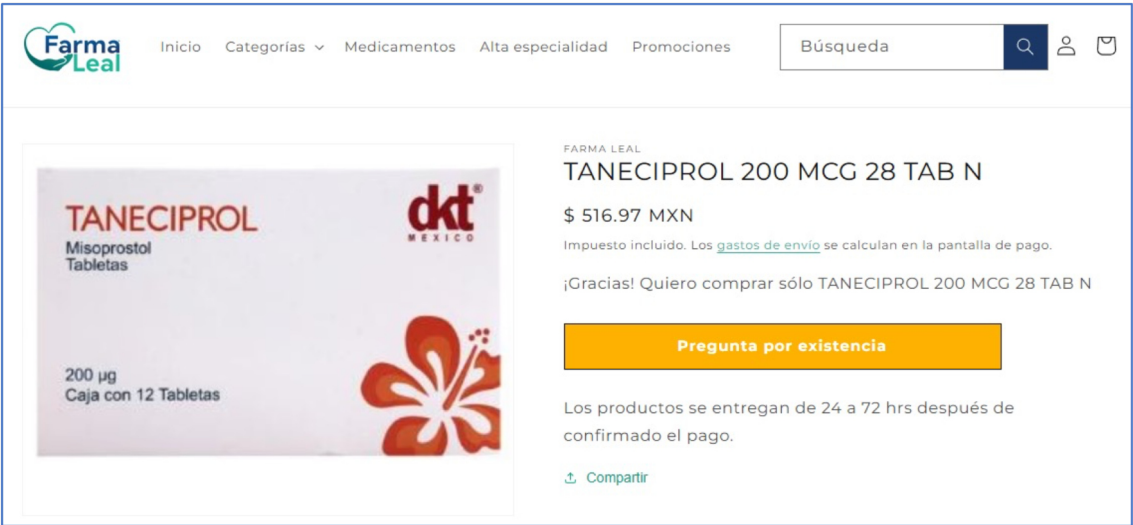 Farma
Leal
Inicio Categorías Medicamentos Alta especialidad Promociones
Búsqueda
TANECIPROL
Misoprostol
Tabletas
dkt®
MEXICO
200 µg
Caja con 12 Tabletas
FARMA LEAL
TANECIPROL 200 MCG 28 TAB N
$ 516.97 MXN
Impuesto incluido. Los gastos de envío se calculan en la pantalla de pago.
¡Gracias! Quiero comprar sólo TANECIPROL 200 MCG 28 TAB N
Pregunta por existencia
Los productos se entregan de 24 a 72 hrs después de
confirmado el pago.
Compartir